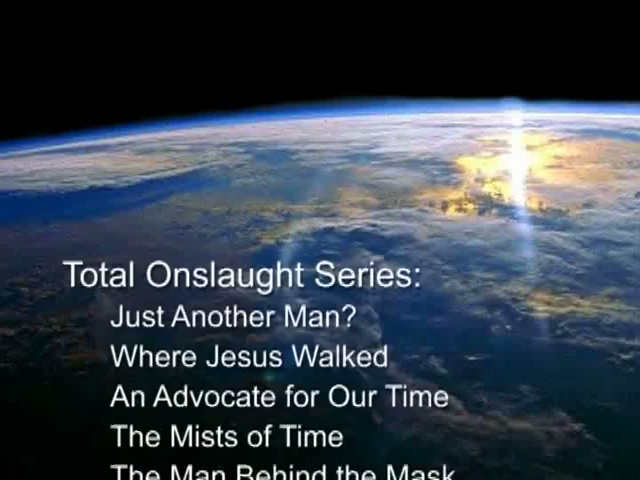 Total Onslaught Series:
Just Another Man?
Where Jesus Walked
An Advocate for Our Time
The Mists of Time
The Man Behind the Mask